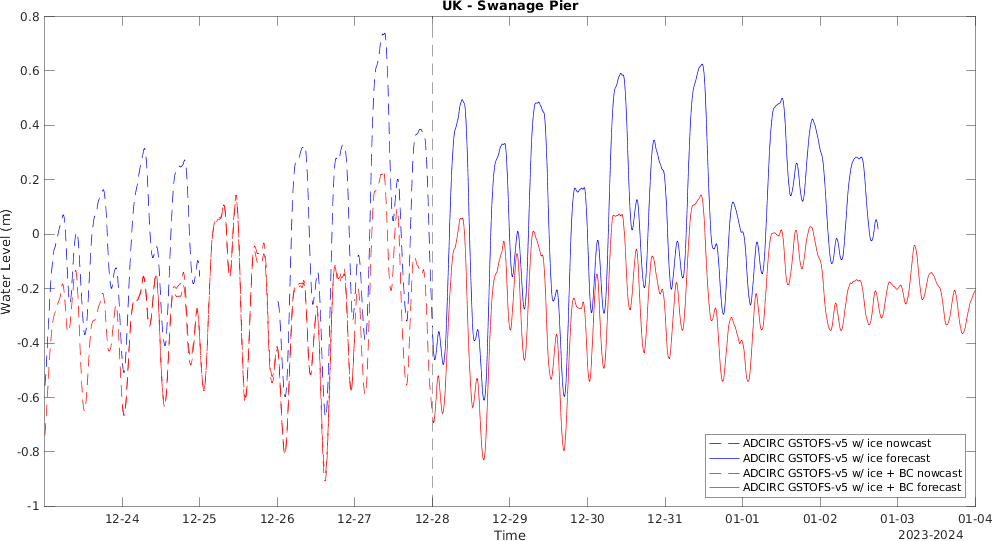 UK - Swanage Pier
Water Level (m)
0.8
0.6
0.4
0.2
0
-0.2
-0.4
-0.6
-0.8
-1
ADCIRC GSTOFS-v5 w/ ice nowcast
ADCIRC GSTOFS-v5 w/ ice forecast
ADCIRC GSTOFS-v5 w/ ice + BC nowcast
ADCIRC GSTOFS-v5 w/ ice + BC forecast
12-24 12-25 12-26 12-27 12-28 12-29 12-30 12-31 01-01 01-02 01-03 01-04
Time
2023-2024